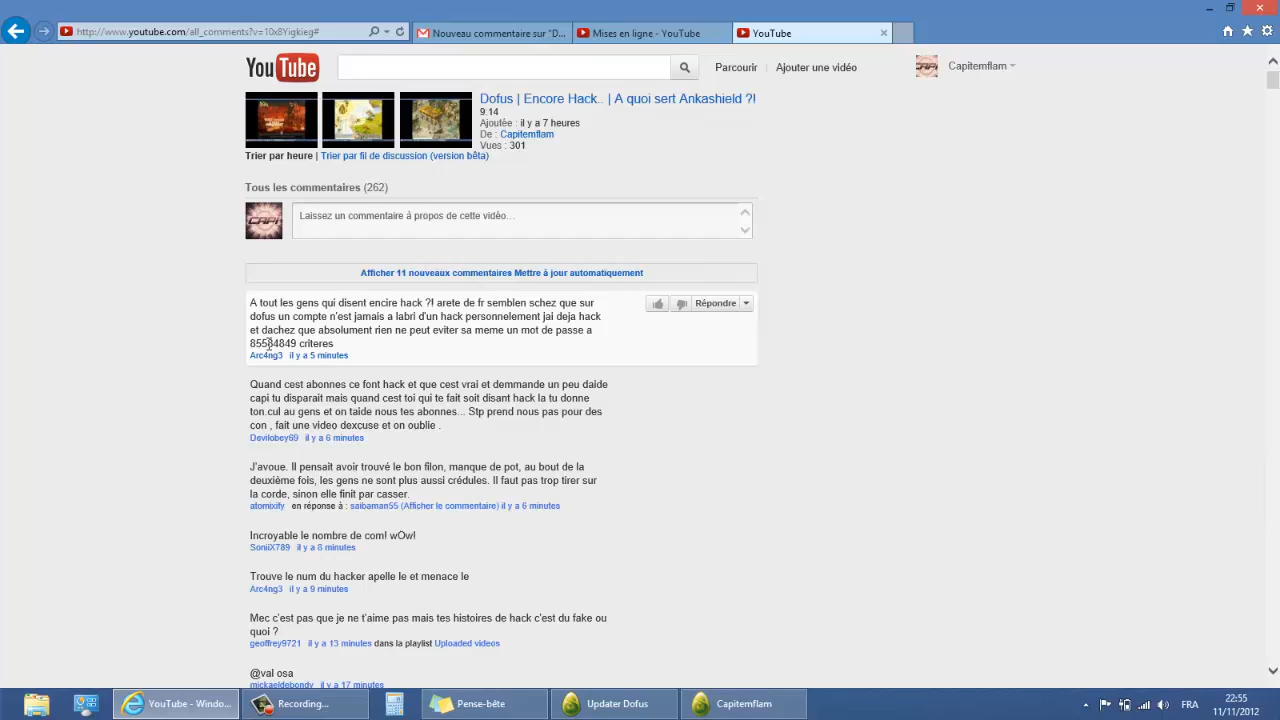 http://www.youtube.com/all_comments?v=10x8Yigkieg#
Nouveau commentaire sur "D...
Mises en ligne - YouTube
YouTube
YouTube
Parcourir | Ajouter une vidéo
Capitemflam
Dofus | Encore Hack.. | A quoi sert Ankashield ?!
9:14
Ajoutée : il y a 7 heures
De : Capitemflam
Vues : 301
Trier par heure | Trier par fil de discussion (version bêta)
Tous les commentaires (262)
CAPI
Laissez un commentaire à propos de cette vidéo...
Afficher 11 nouveaux commentaires Mettre à jour automatiquement
A tout les gens qui disent encire hack ?! arete de fr semblen schez que sur
dofus un compte n'est jamais a labri d'un hack personnelement jai deja hack
et dachez que absolument rien ne peut eviter sa meme un mot de passe a
85584849 criteres
Répondre
Arc4ng3 il y a 5 minutes
Quand cest abonnes ce font hack et que cest vrai et demmande un peu daide
capi tu disparait mais quand cest toi qui te fait soit disant hack la tu donne
ton.cul au gens et on taide nous tes abonnes... Stp prend nous pas pour des
con , fait une video dexcuse et on oublie .
Devilobey69 il y a 6 minutes
J'avoue. Il pensait avoir trouvé le bon filon, manque de pot, au bout de la
deuxième fois, les gens ne sont plus aussi crédules. Il faut pas trop tirer sur
la corde, sinon elle finit par casser.
atomixify en réponse à : saibaman55 (Afficher le commentaire) il y a 6 minutes
Incroyable le nombre de com! wOw!
SoniiX789 il y a 8 minutes
Trouve le num du hacker apelle le et menace le
Arc4ng3 il y a 9 minutes
Mec c'est pas que je ne t'aime pas mais tes histoires de hack c'est du fake ou
quoi ?
geoffrey9721 il y a 13 minutes dans la playlist Uploaded videos
@val osa
mickaeldebondy il y a 17 minutes
YouTube - Windo...
Recording...
Pense-bête
Updater Dofus
Capitemflam
FRA
22:55
11/11/2012